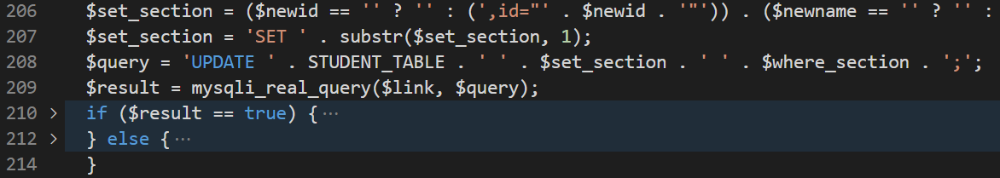 206 $set_section = ($newid == '' ? '' : (',id="' . $newid . '"')) . ($newname == '' ? '' :
207 $set_section = 'SET ' . substr($set_section, 1);
208 $query = 'UPDATE ' . STUDENT_TABLE . ' ' . $set_section . ' ' . $where_section . ';';
209 $result = mysqli_real_query($link, $query);
210 > if ($result == true) { ···
212 > } else { ···
214 }